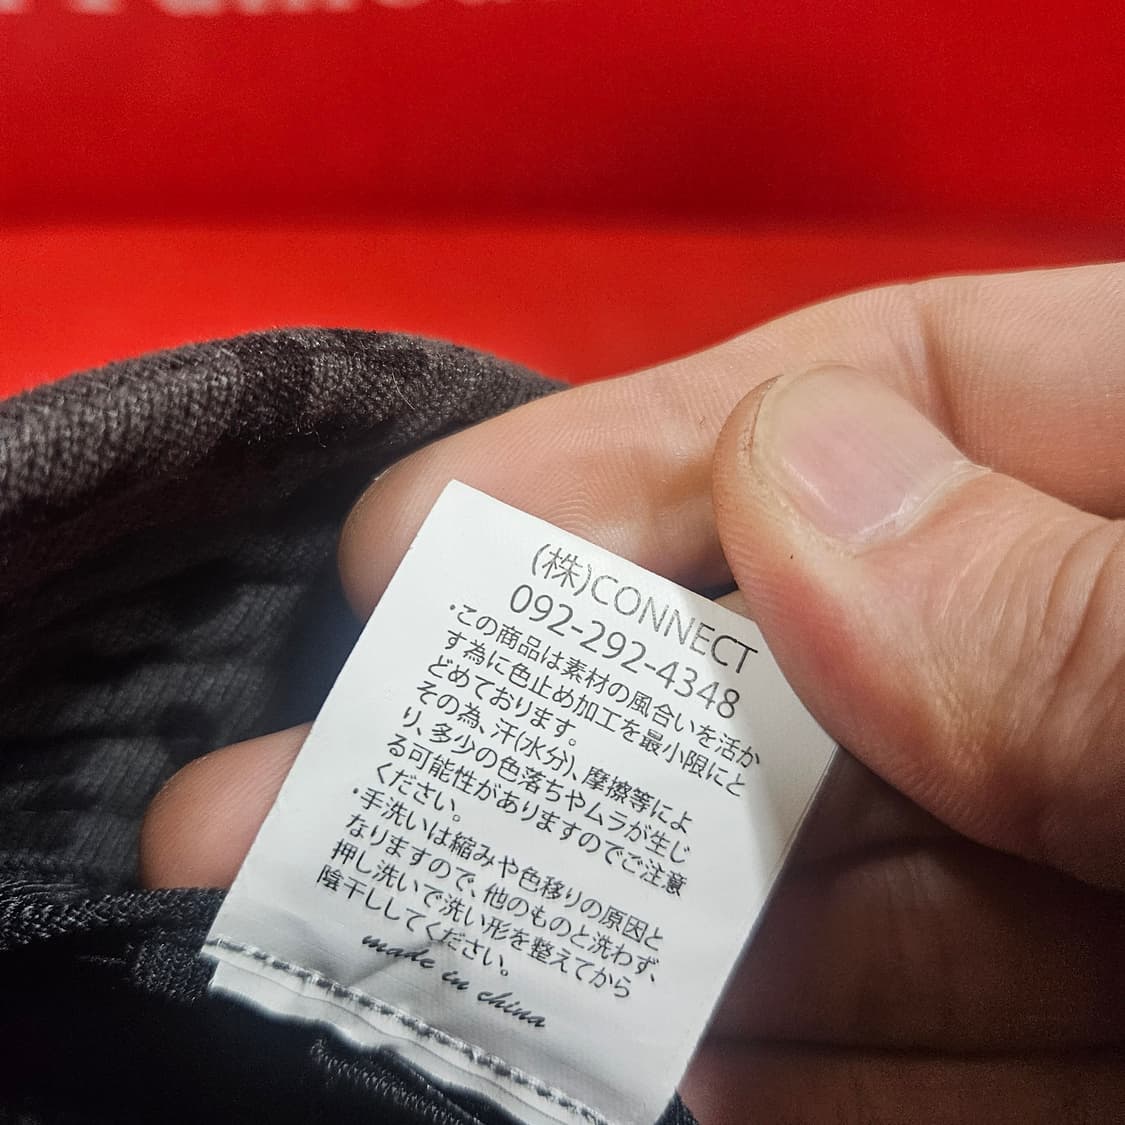 (株)CONNECT
092-292-4348
・この商品は素材の風合いを活か
す為に色止め加工を最小限にと
どめております。
その為、汗(水分)、摩擦等によ
り、多少の色落ちやムラが生じ
る可能性がありますのでご注意
ください。
・手洗いは縮みや色移りの原因と
なりますので、他のものと洗わず、
押し洗いで洗い形を整えてから
陰干ししてください。
made in china